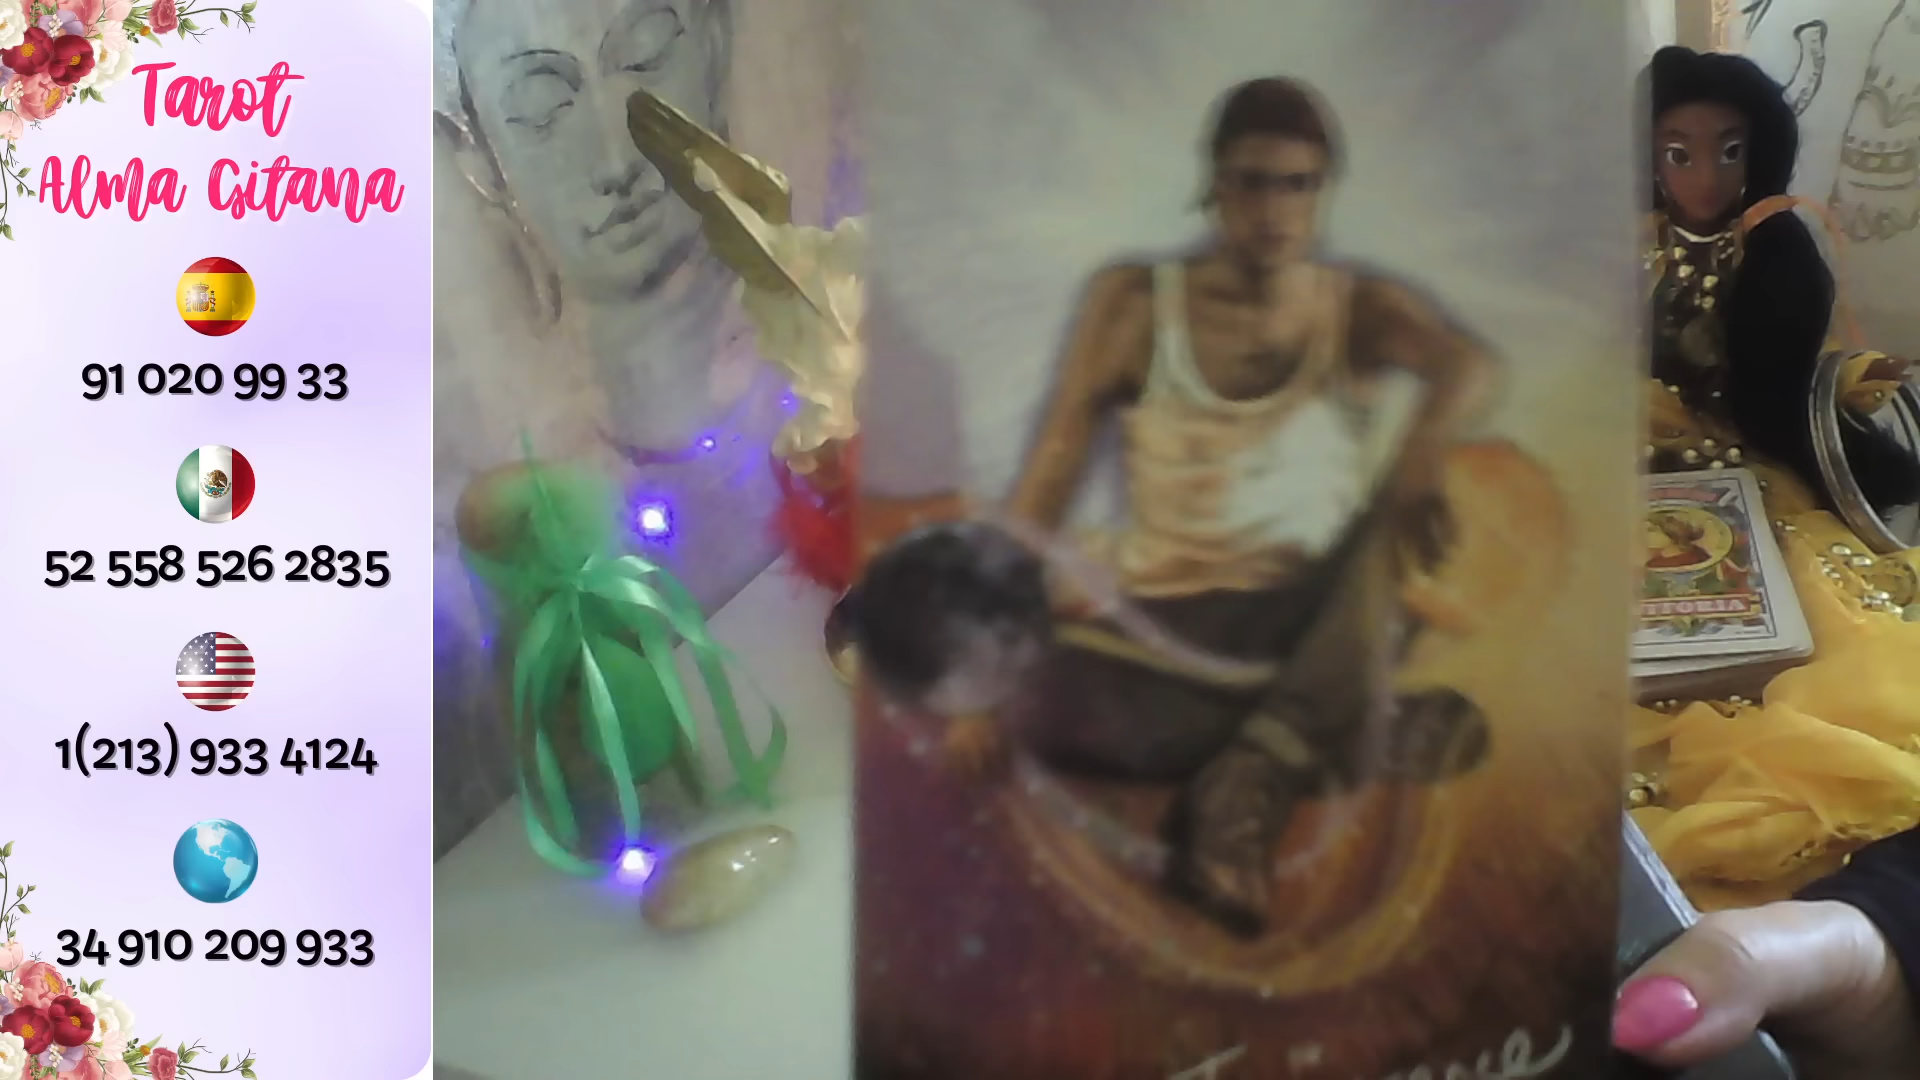 Tarot
Alma Gitana
91 020 99 33
52 558 526 2835
1(213) 933 4124
34 910 209 933